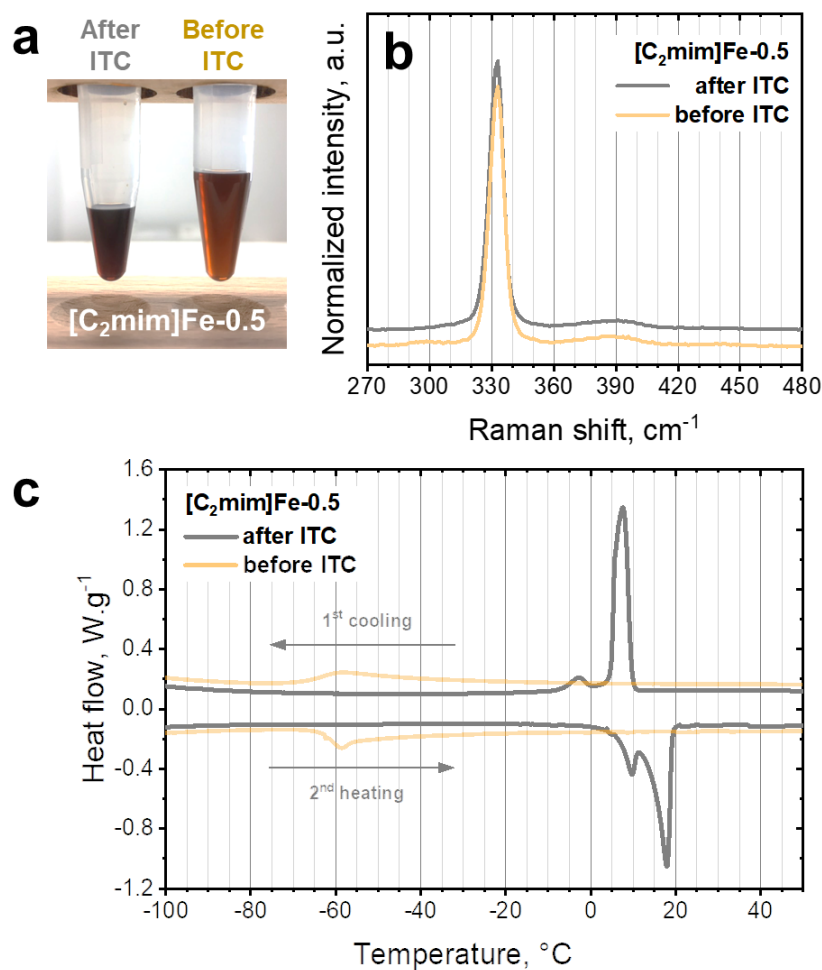 a
After
ITC
Before
ITC
[C₂mim]Fe-0.5
b
[C₂mim]Fe-0.5
after ITC
before ITC
Normalized intensity, a.u.
270 300 330 360 390 420 450 480
Raman shift, cm⁻¹
c
[C₂mim]Fe-0.5
after ITC
before ITC
1ˢᵗ cooling
2ⁿᵈ heating
Heat flow, W.g⁻¹
1.6
1.2
0.8
0.4
0.0
-0.4
-0.8
-1.2
-100 -80 -60 -40 -20 0 20 40
Temperature, °C